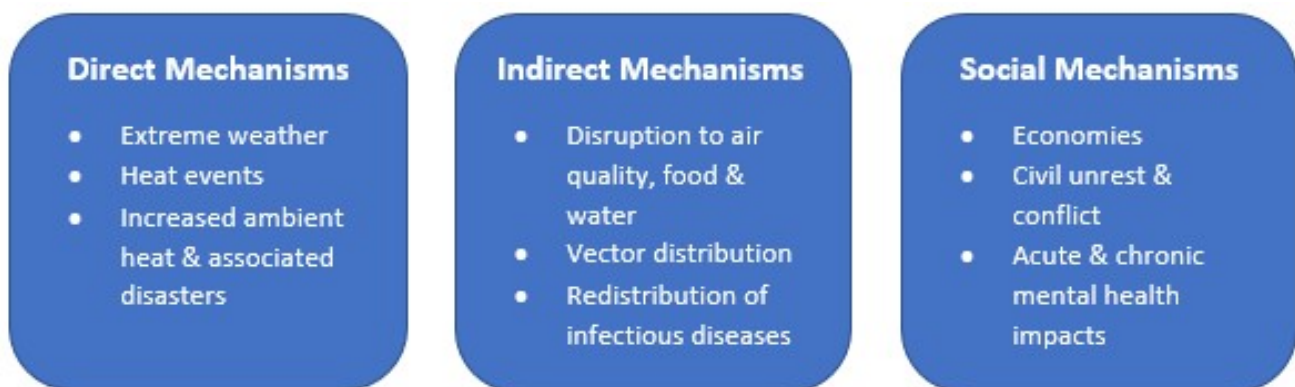 Direct Mechanisms
● Extreme weather
● Heat events
● Increased ambient
heat & associated
disasters
Indirect Mechanisms
● Disruption to air
quality, food &
water
● Vector distribution
● Redistribution of
infectious diseases
Social Mechanisms
● Economies
● Civil unrest &
conflict
● Acute & chronic
mental health
impacts